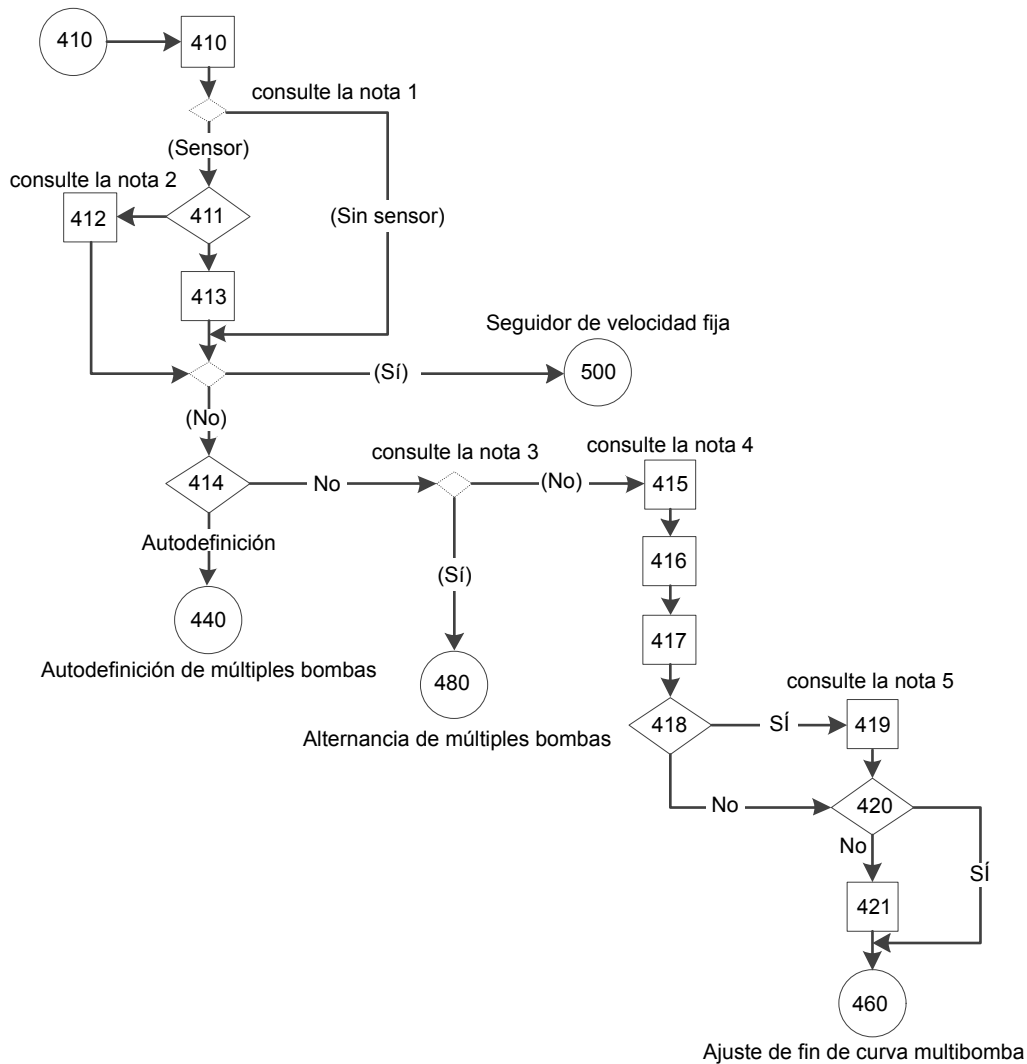 410
410
consulte la nota 1
(Sensor)
consulte la nota 2
412
411
(Sin sensor)
413
Seguidor de velocidad fija
(Sí)
500
(No)
consulte la nota 3
consulte la nota 4
414
No
(No)
415
Autodefinición
416
(Sí)
440
417
Autodefinición de múltiples bombas
480
consulte la nota 5
418
SÍ
419
Alternancia de múltiples bombas
No
420
No
SÍ
421
460
Ajuste de fin de curva multibomba